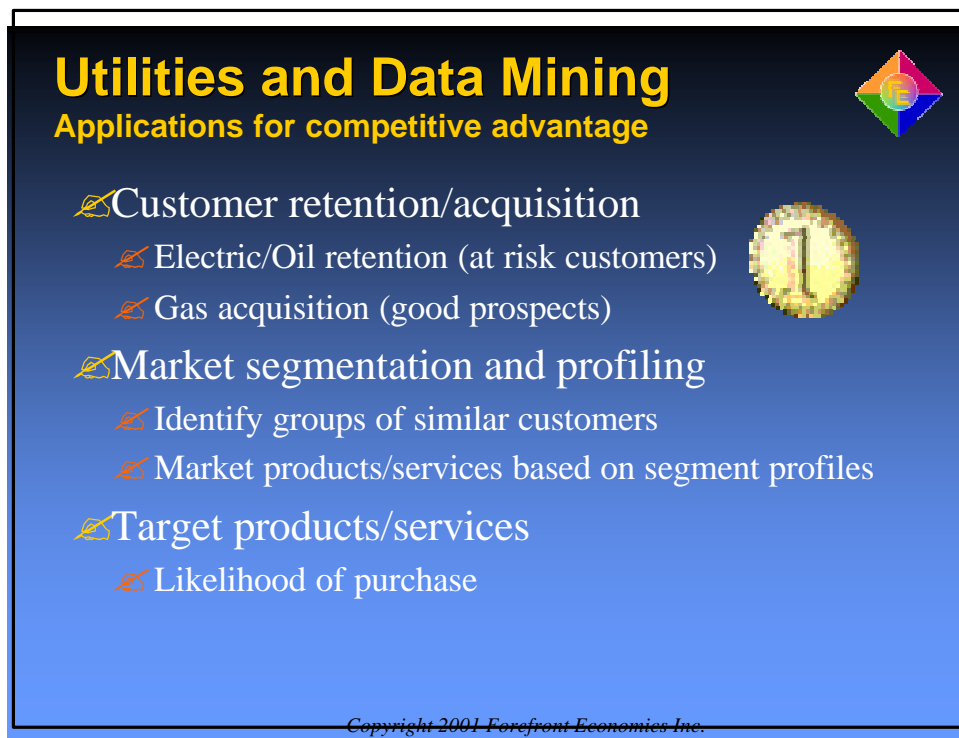 Utilities and Data Mining
Applications for competitive advantage
FE
Customer retention/acquisition
Electric/Oil retention (at risk customers)
1
Gas acquisition (good prospects)
Market segmentation and profiling
Identify groups of similar customers
Market products/services based on segment profiles
Target products/services
Likelihood of purchase
Copyright 2001 Forefront Economics Inc.